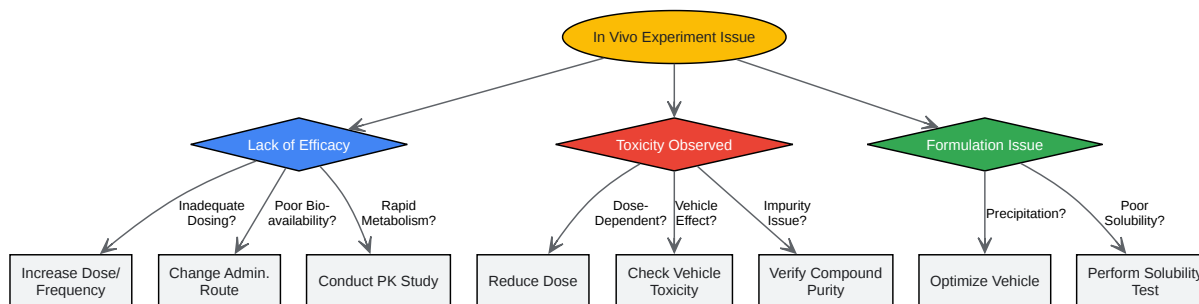 In Vivo Experiment Issue
Lack of Efficacy
Toxicity Observed
Formulation Issue
Inadequate
Dosing?
Poor Bio-
availability?
Rapid
Metabolism?
Dose-
Dependent?
Vehicle
Effect?
Impurity
Issue?
Precipitation?
Poor
Solubility?
Increase Dose/
Frequency
Change Admin.
Route
Conduct PK Study
Reduce Dose
Check Vehicle
Toxicity
Verify Compound
Purity
Optimize Vehicle
Perform Solubility
Test